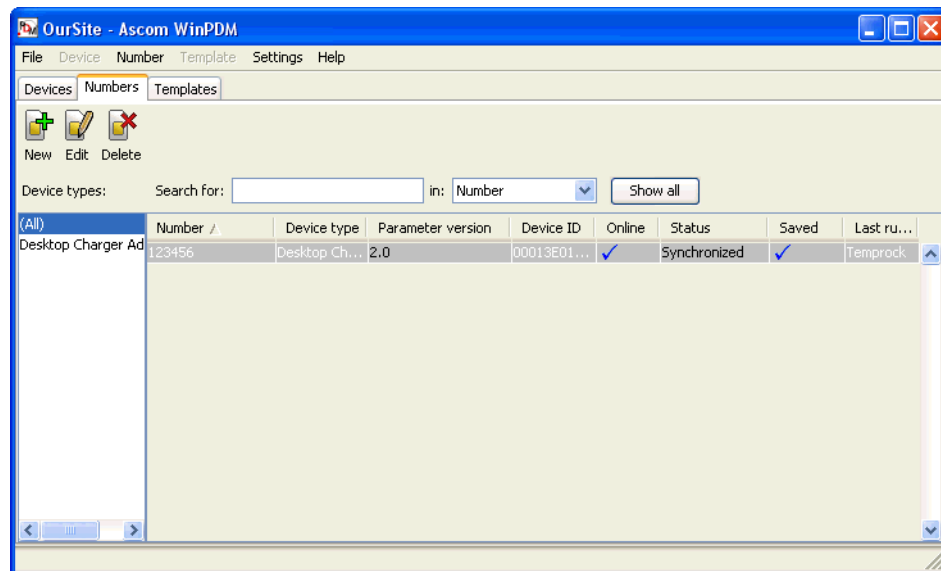 OurSite - Ascom WinPDM
File Device Number Template Settings Help
Devices Numbers Templates
New Edit Delete
Device types: Search for: in: Number Show all
(All) Number Device type Parameter version Device ID Online Status Saved Last ru...
Desktop Charger Ad 123456 Desktop Ch... 2.0 00013E01... Synchronized Temprock